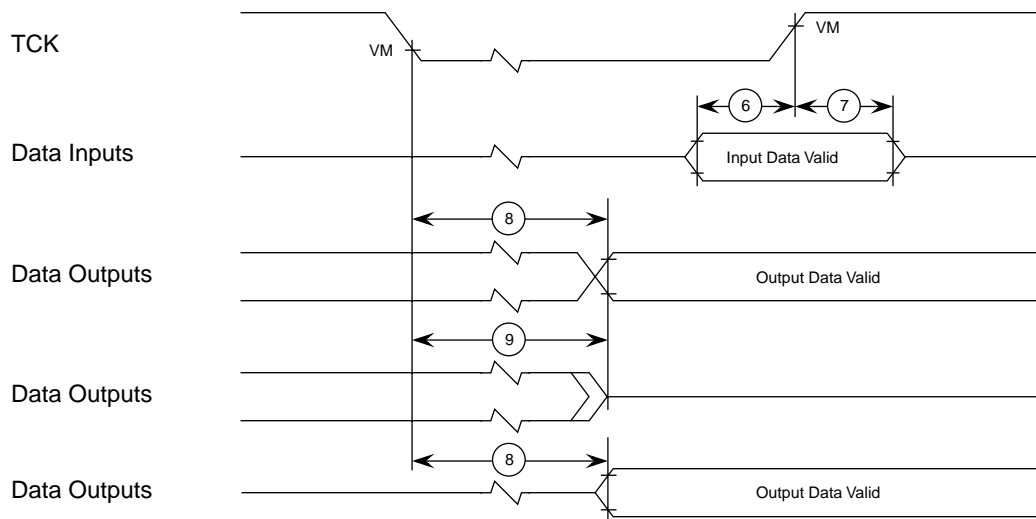 TCK
VM
VM
6
7
Data Inputs
Input Data Valid
8
Data Outputs
Output Data Valid
9
Data Outputs
8
Data Outputs
Output Data Valid